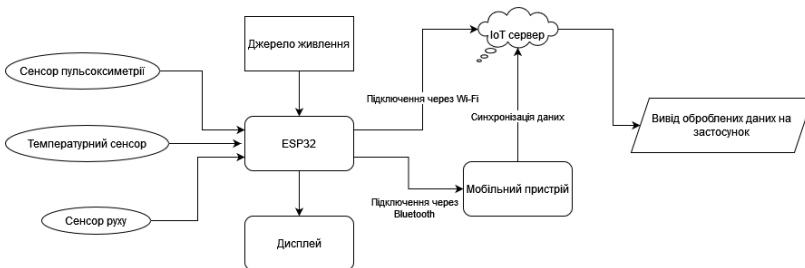 Джерело живлення
IoT сервер
Сенсор пульсоксиметрії
Підключення через Wi-Fi
Синхронізація даних
Вивід оброблених даних на
застосунок
Температурний сенсор
ESP32
Мобільний пристрій
Підключення через
Bluetooth
Сенсор руху
Дисплей